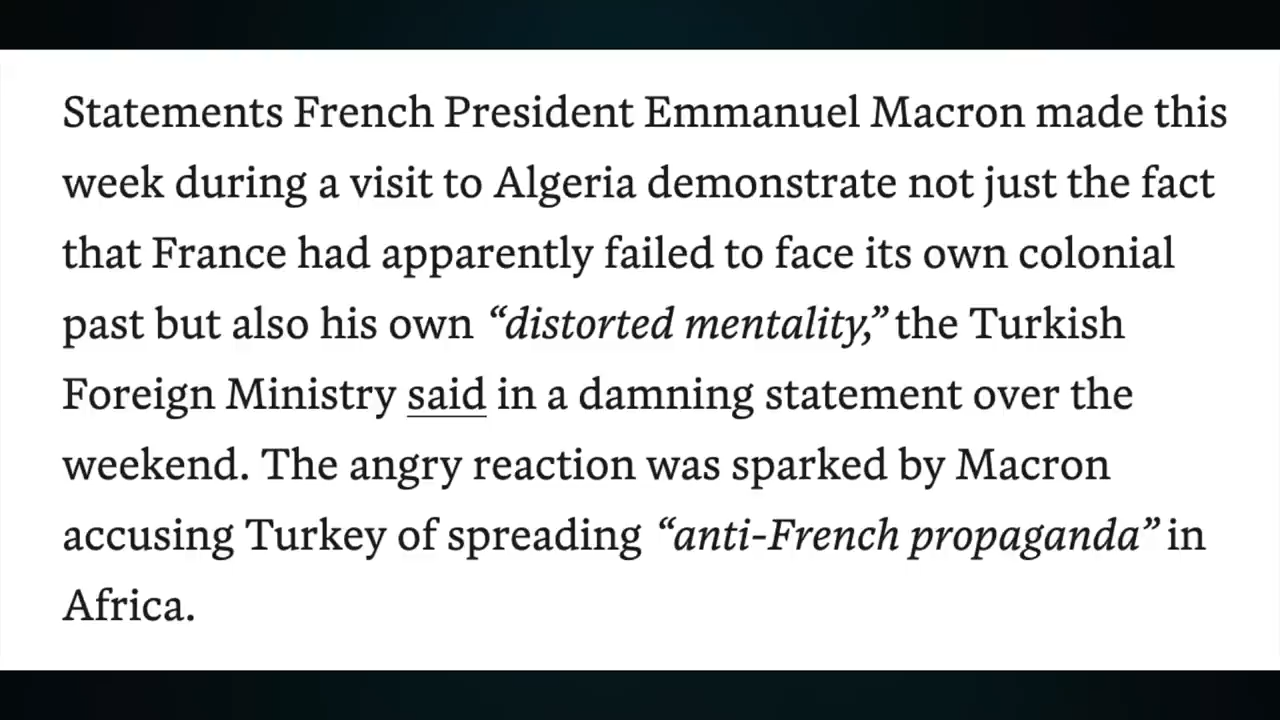 Statements French President Emmanuel Macron made this
week during a visit to Algeria demonstrate not just the fact
that France had apparently failed to face its own colonial
past but also his own “distorted mentality,” the Turkish
Foreign Ministry said in a damning statement over the
weekend. The angry reaction was sparked by Macron
accusing Turkey of spreading “anti-French propaganda” in
Africa.